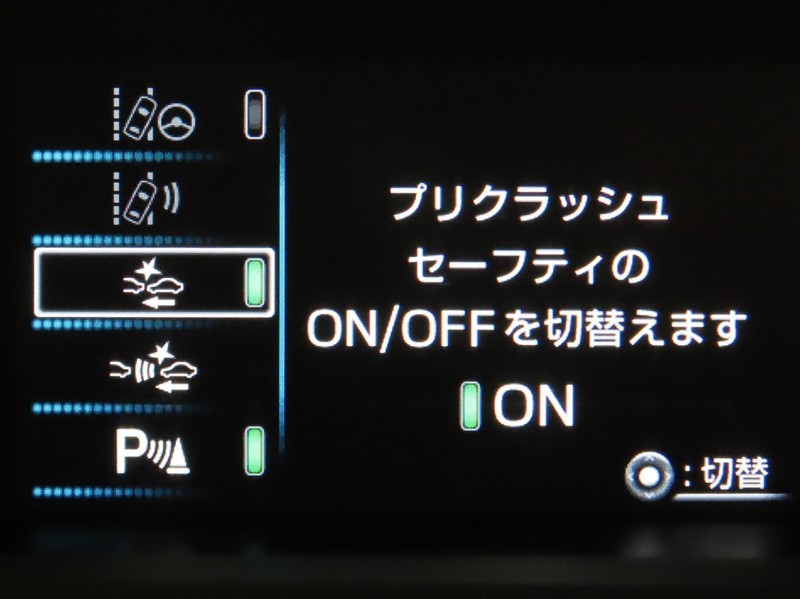 プリクラッシュ
セーフティの
ON/OFFを切替えます
ON
P
:切替